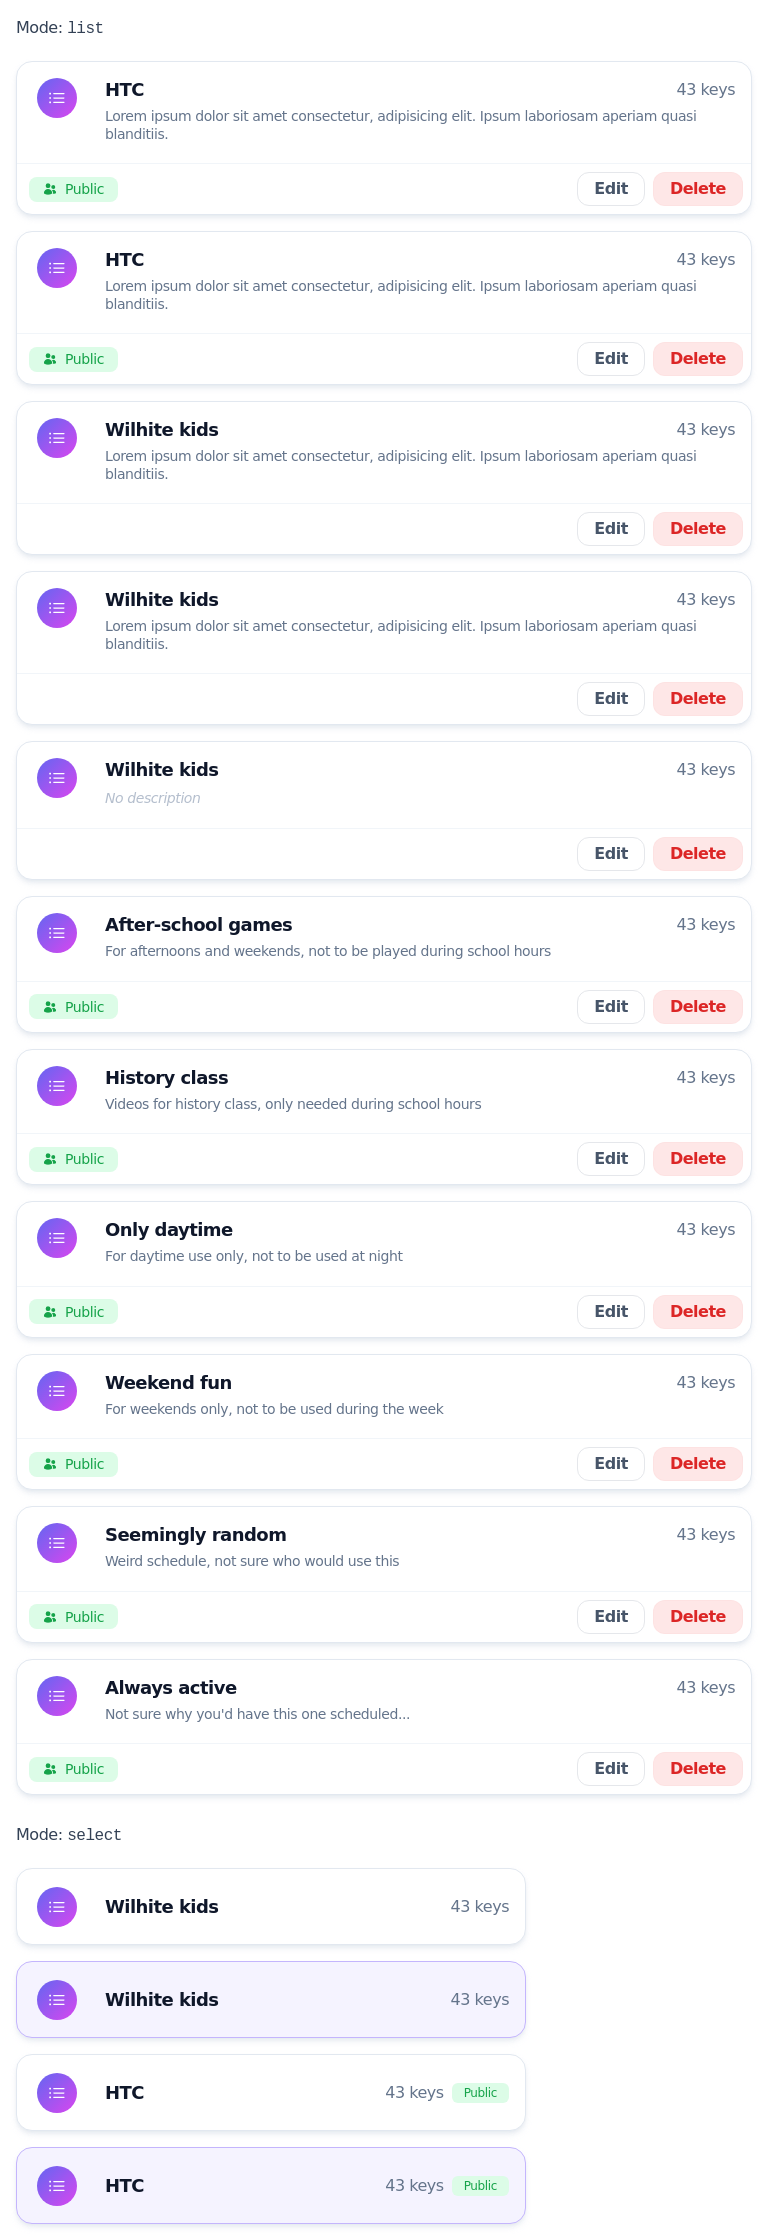 Mode: list
HTC 43 keys
Lorem ipsum dolor sit amet consectetur, adipisicing elit. Ipsum laboriosam aperiam quasi
blanditiis.
Public Edit Delete
HTC 43 keys
Lorem ipsum dolor sit amet consectetur, adipisicing elit. Ipsum laboriosam aperiam quasi
blanditiis.
Public Edit Delete
Wilhite kids 43 keys
Lorem ipsum dolor sit amet consectetur, adipisicing elit. Ipsum laboriosam aperiam quasi
blanditiis.
Edit Delete
Wilhite kids 43 keys
Lorem ipsum dolor sit amet consectetur, adipisicing elit. Ipsum laboriosam aperiam quasi
blanditiis.
Edit Delete
Wilhite kids 43 keys
No description
Edit Delete
After-school games 43 keys
For afternoons and weekends, not to be played during school hours
Public Edit Delete
History class 43 keys
Videos for history class, only needed during school hours
Public Edit Delete
Only daytime 43 keys
For daytime use only, not to be used at night
Public Edit Delete
Weekend fun 43 keys
For weekends only, not to be used during the week
Public Edit Delete
Seemingly random 43 keys
Weird schedule, not sure who would use this
Public Edit Delete
Always active 43 keys
Not sure why you'd have this one scheduled...
Public Edit Delete
Mode: select
Wilhite kids 43 keys
Wilhite kids 43 keys
HTC 43 keys Public
HTC 43 keys Public